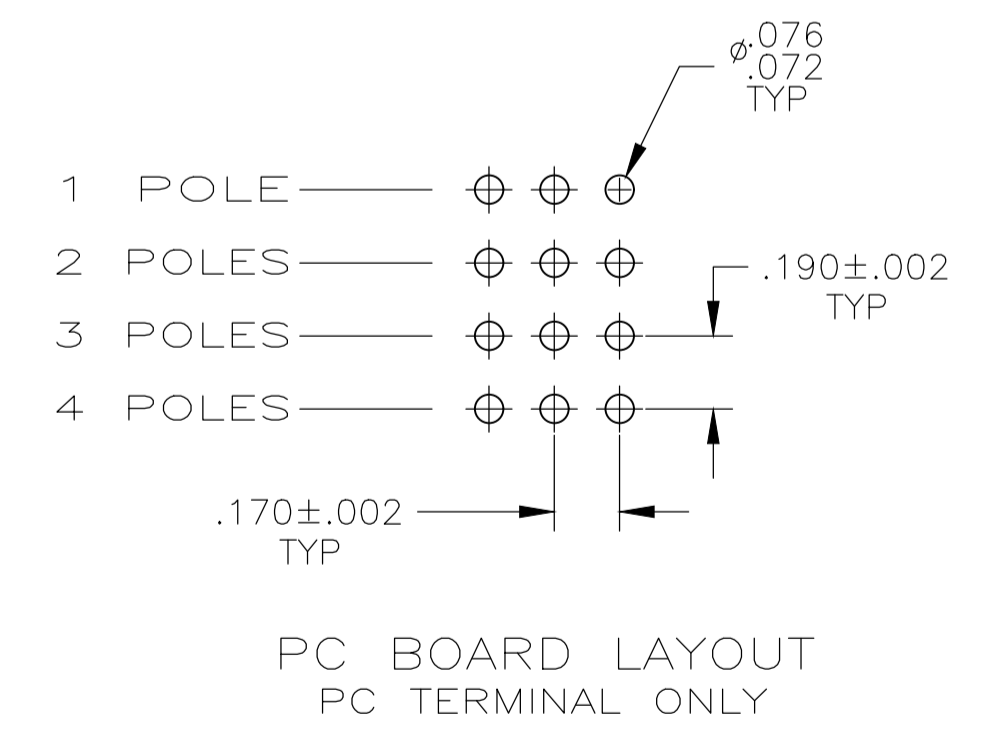 ⌀.076
.072
TYP
1 POLE
2 POLES
.190±.002
TYP
3 POLES
4 POLES
.170±.002
TYP
PC BOARD LAYOUT
PC TERMINAL ONLY